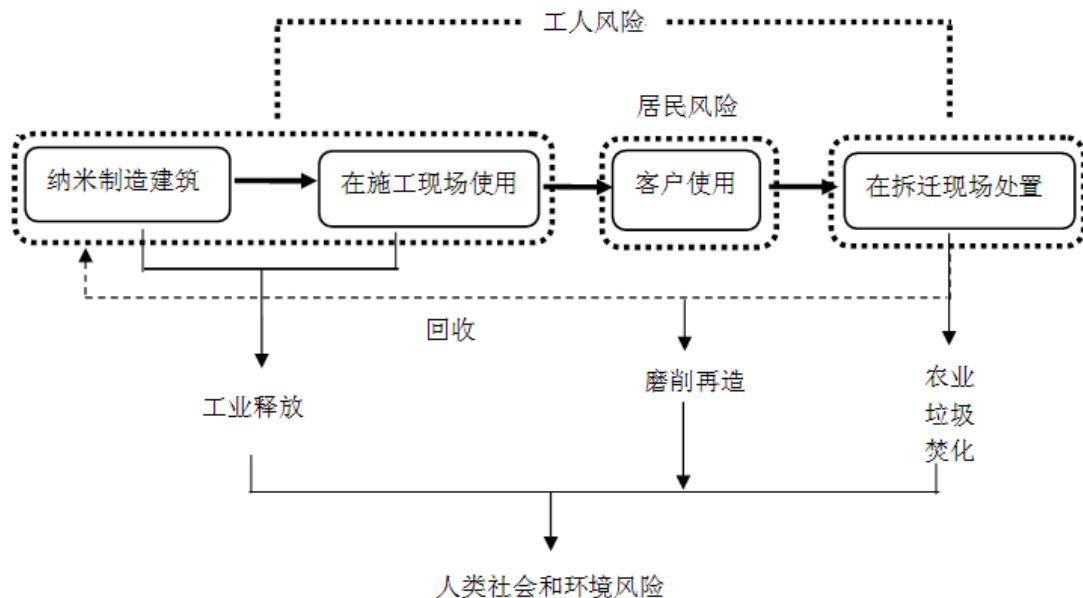 工人风险
居民风险
纳米制造建筑
在施工现场使用
客户使用
在拆迁现场处置
回收
工业释放
磨削再造
农业
垃圾
焚化
人类社会和环境风险